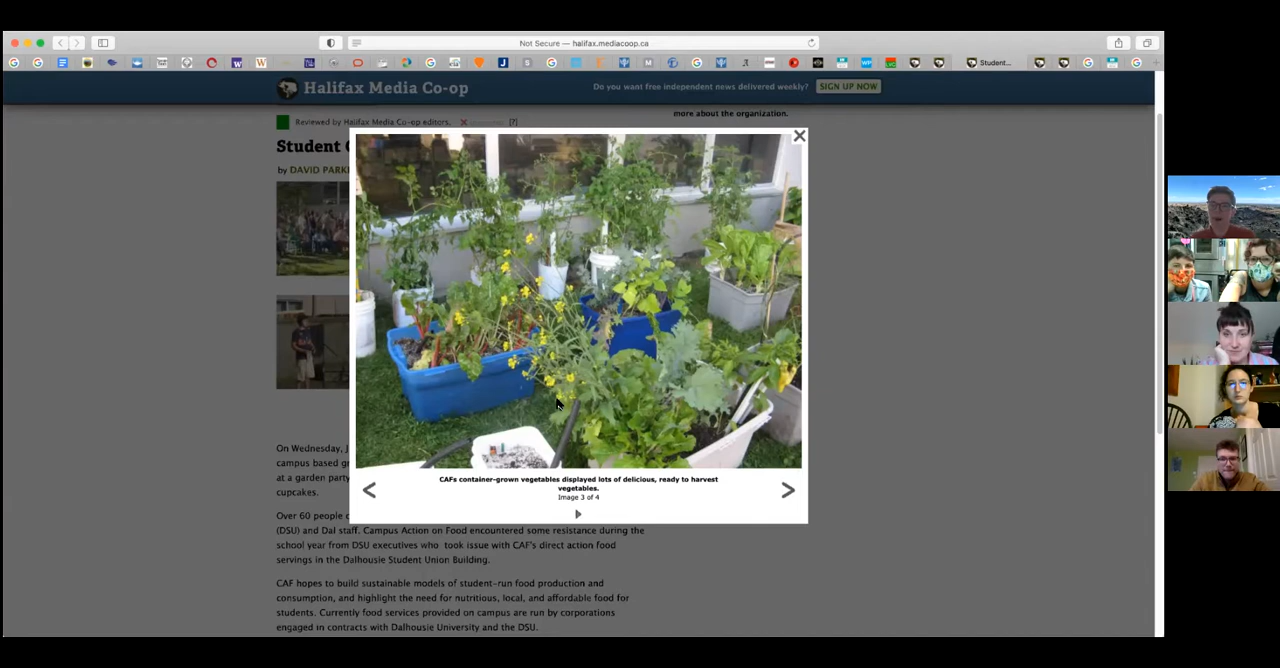 Not Secure — halifax.mediacoop.ca
Student...
Halifax Media Co-op
Do you want free independent news delivered weekly?
SIGN UP NOW
more about the organization.
Reviewed by Halifax Media Co-op editors.
[?]
Student
by DAVID PARK
CAFs container-grown vegetables displayed lots of delicious, ready to harvest
vegetables.
Image 3 of 4
On Wednesday, J
campus based g
at a garden party
cupcakes.
Over 60 people
(DSU) and Dal staff. Campus Action on Food encountered some resistance during the
school year from DSU executives who took issue with CAF's direct action food
servings in the Dalhousie Student Union Building.
CAF hopes to build sustainable models of student-run food production and
consumption, and highlight the need for nutritious, local, and affordable food for
students. Currently food services provided on campus are run by corporations
engaged in contracts with Dalhousie University and the DSU.